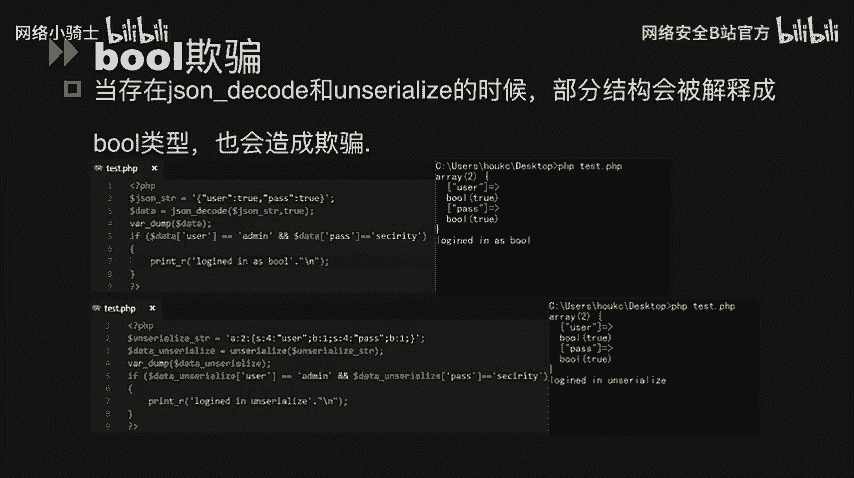 网络小骑士 bilibili
网络安全B站官方 bilibili
bool欺骗
当存在json_decode和unserialize的时候，部分结构会被解释成
bool类型，也会造成欺骗.
test.php ×
1 <?php
2 $json_str = '{"user":true,"pass":true}';
3 $data = json_decode($json_str,true);
4 var_dump($data);
5 if ($data['user'] == 'admin' && $data['pass']=='secirity')
6 {
7 print_r('logined in as bool'."\n");
8 }
9 ?>
C:\Users\houkc\Desktop>php test.php
array(2) {
["user"]=>
bool(true)
["pass"]=>
bool(true)
}
logined in as bool
test.php ×
1 <?php
2 $unserialize_str = 'a:2:{s:4:"user";b:1;s:4:"pass";b:1;}';
3 $data_unserialize = unserialize($unserialize_str);
4 var_dump($data_unserialize);
5 if ($data_unserialize['user'] == 'admin' && $data_unserialize['pass']=='secirity')
6 {
7 print_r('logined in unserialize'."\n");
8 }
9 ?>
C:\Users\houkc\Desktop>php test.php
array(2) {
["user"]=>
bool(true)
["pass"]=>
bool(true)
}
logined in unserialize